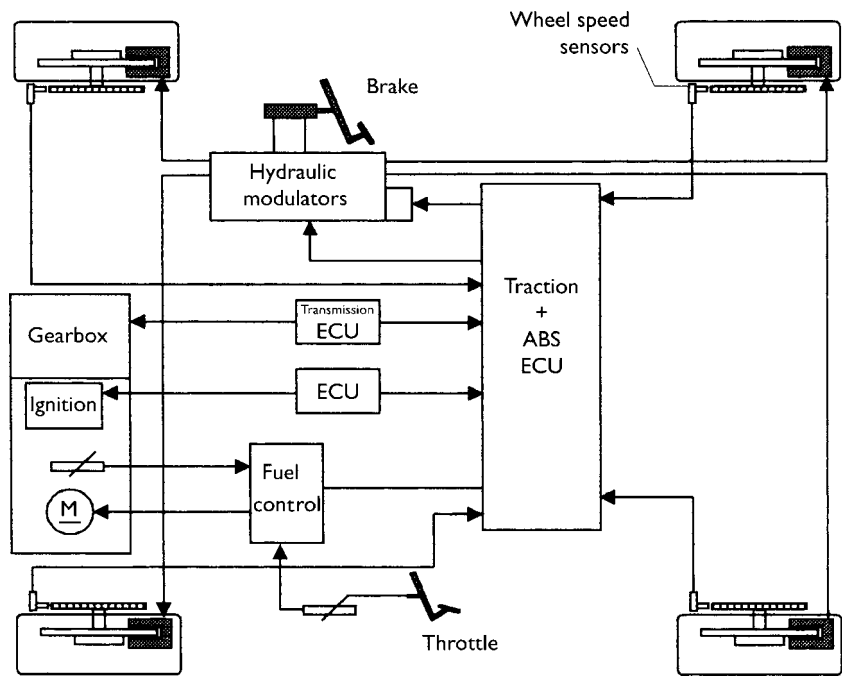 Wheel speed
sensors
Brake
Hydraulic
modulators
Traction
+
ABS
ECU
Transmission
ECU
Gearbox
ECU
Ignition
Fuel
control
M
Throttle